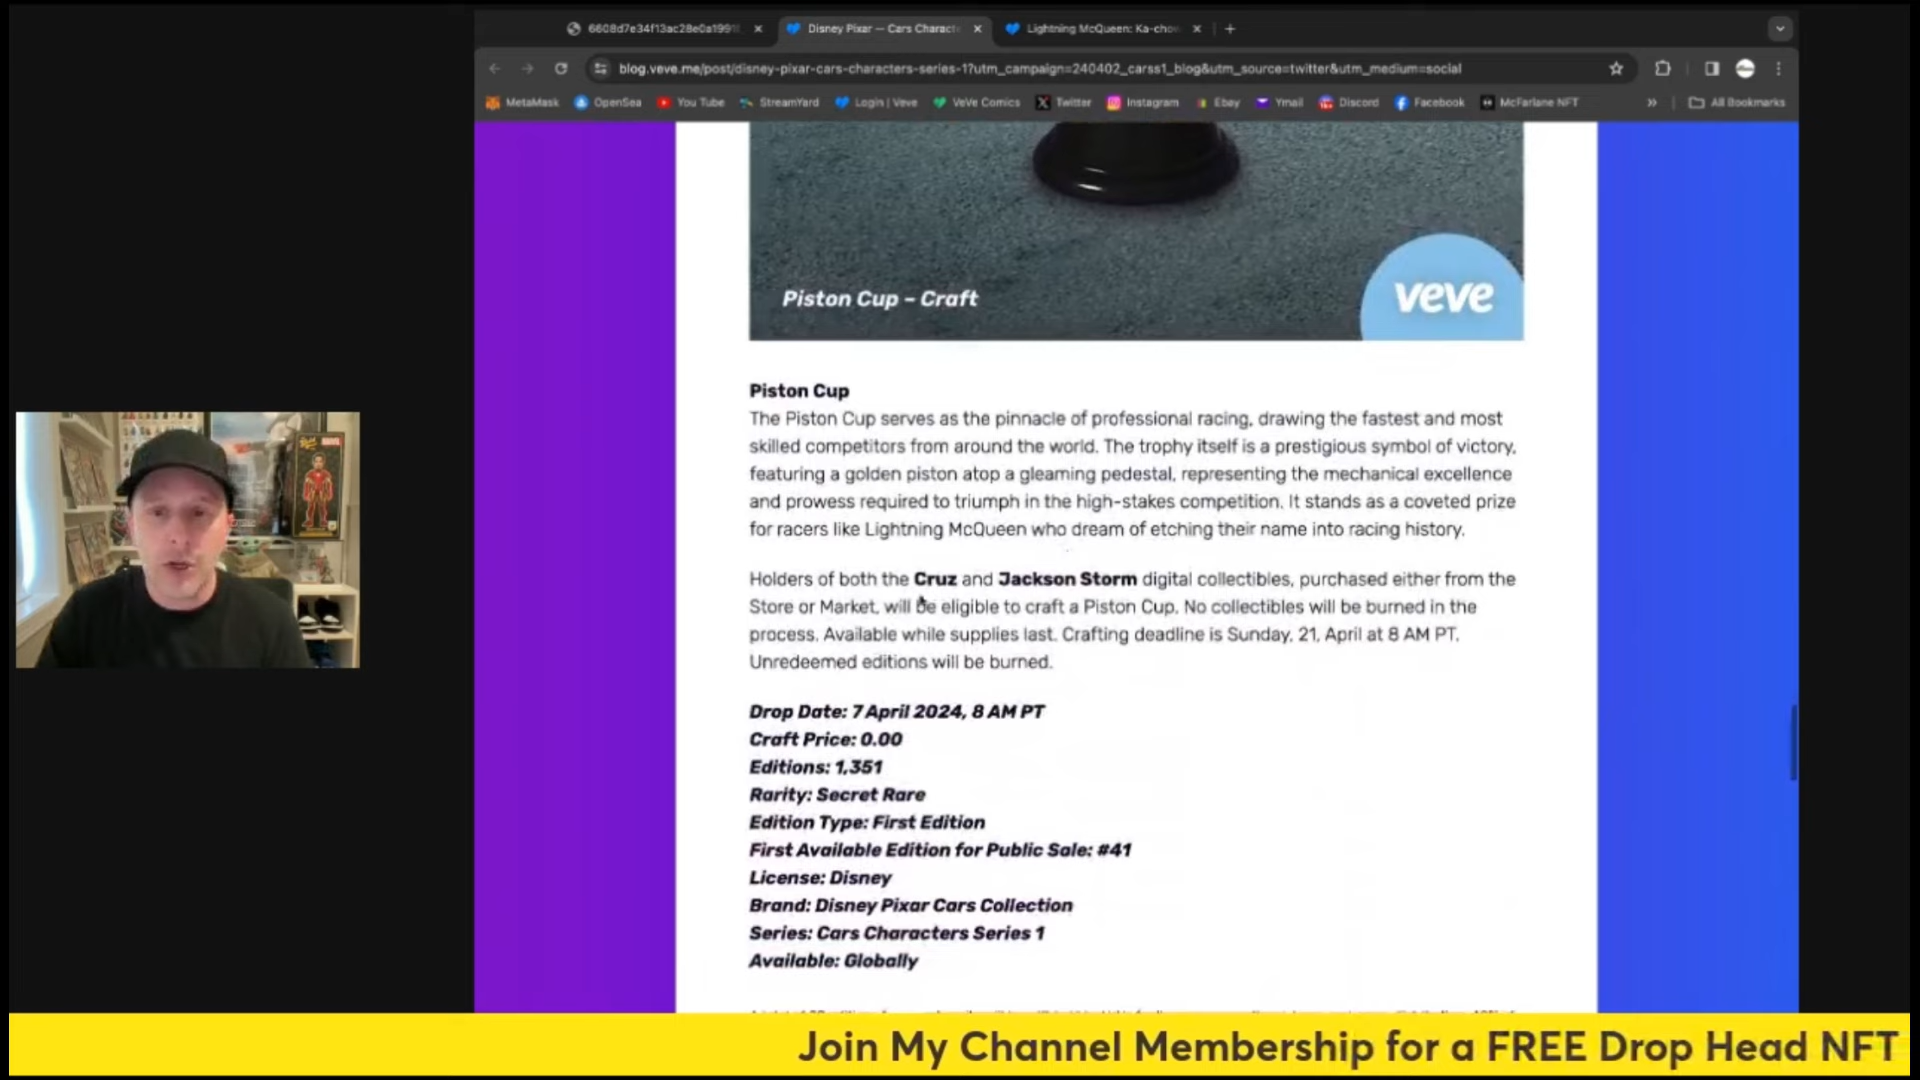 6608d7e34f13ac28e0a1991
Disney Pixar – Cars Characte
Lightning McQueen: Ka-cho
blog.veve.me/post/disney-pixar-cars-characters-series-1?utm_campaign=240402_carss1_blog&utm_source=twitter&utm_medium=social
MetaMask OpenSea You Tube StreamYard Login | Veve VeVe Comics Twitter Instagram Ebay Ymail Discord Facebook McFarlane NFT » All Bookmarks
Piston Cup – Craft
veve
Piston Cup
The Piston Cup serves as the pinnacle of professional racing, drawing the fastest and most
skilled competitors from around the world. The trophy itself is a prestigious symbol of victory,
featuring a golden piston atop a gleaming pedestal, representing the mechanical excellence
and prowess required to triumph in the high-stakes competition. It stands as a coveted prize
for racers like Lightning McQueen who dream of etching their name into racing history.
Holders of both the Cruz and Jackson Storm digital collectibles, purchased either from the
Store or Market, will be eligible to craft a Piston Cup. No collectibles will be burned in the
process. Available while supplies last. Crafting deadline is Sunday, 21, April at 8 AM PT.
Unredeemed editions will be burned.
Drop Date: 7 April 2024, 8 AM PT
Craft Price: 0.00
Editions: 1,351
Rarity: Secret Rare
Edition Type: First Edition
First Available Edition for Public Sale: #41
License: Disney
Brand: Disney Pixar Cars Collection
Series: Cars Characters Series 1
Available: Globally
Join My Channel Membership for a FREE Drop Head NFT